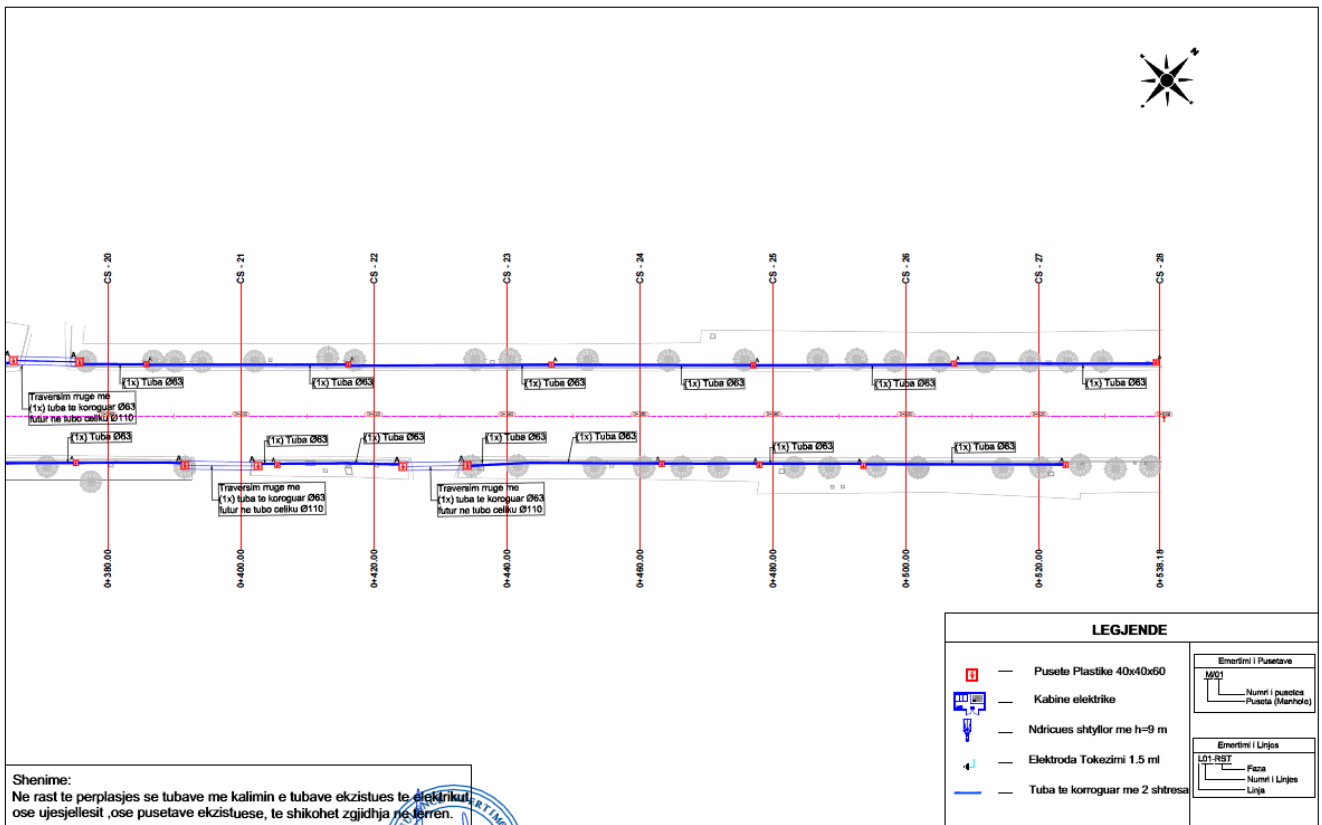 N
CS - 20
CS - 21
CS - 22
CS - 23
CS - 24
CS - 25
CS - 26
CS - 27
CS - 28
A
A
A
A
A
A
A
A
(1x) Tuba Ø63
(1x) Tuba Ø63
(1x) Tuba Ø63
(1x) Tuba Ø63
(1x) Tuba Ø63
(1x) Tuba Ø63
Traversim rruge me
(1x) tuba te koroguar Ø63
futur ne tubo celiku Ø110
(1x) Tuba Ø63
(1x) Tuba Ø63
(1x) Tuba Ø63
(1x) Tuba Ø63
(1x) Tuba Ø63
(1x) Tuba Ø63
(1x) Tuba Ø63
A
A
A
A
A
A
A
A
A
A
Traversim rruge me
(1x) tuba te koroguar Ø63
futur ne tubo celiku Ø110
Traversim rruge me
(1x) tuba te koroguar Ø63
futur ne tubo celiku Ø110
0+380.00
0+400.00
0+420.00
0+440.00
0+460.00
0+480.00
0+500.00
0+520.00
0+538.18
LEGJENDE
Pusete Plastike 40x40x60
Kabine elektrike
Ndricues shtyllor me h=9 m
Elektroda Tokezimi 1.5 ml
Tuba te korroguar me 2 shtresa
Emertimi i Pusetave
M/01
Numri i pusetes
Puseta (Manhole)
Emertimi i Linjes
L01-RST
Faza
Numri i Linjes
Linja
Shenime:
Ne rast te perplasjes se tubave me kalimin e tubave ekzistues te elektrikut,
ose ujesjellesit ,ose pusetave ekzistuese, te shikohet zgjidhja ne terren.